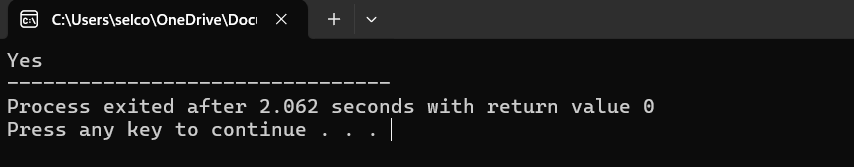 C:\Users\selco\OneDrive\Docu
Yes
--------------------------------
Process exited after 2.062 seconds with return value 0
Press any key to continue . . .